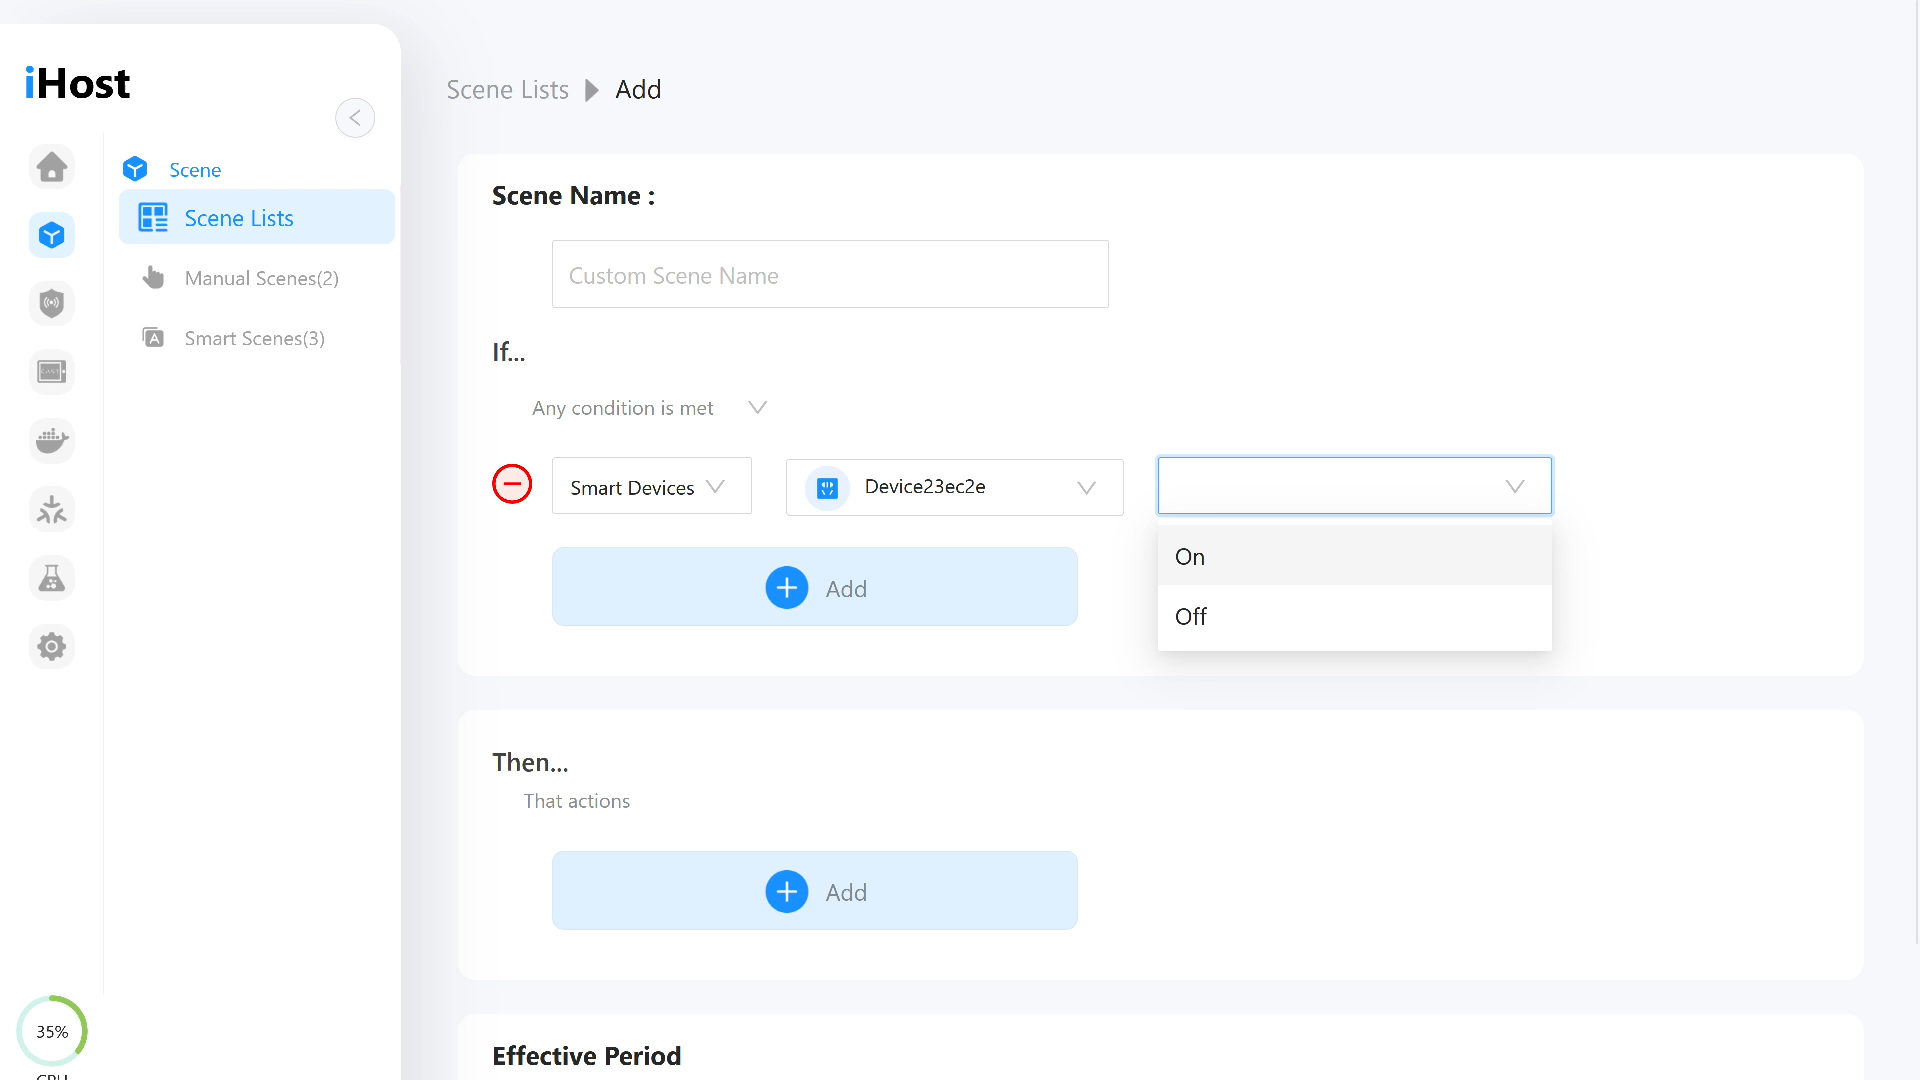 iHost
Scene Lists Add
Scene
Scene Lists
Manual Scenes(2)
Smart Scenes(3)
Scene Name :
Custom Scene Name
If...
Any condition is met
Smart Devices
Device23ec2e
On
Off
Add
Then...
That actions
Add
Effective Period
35%
CPU